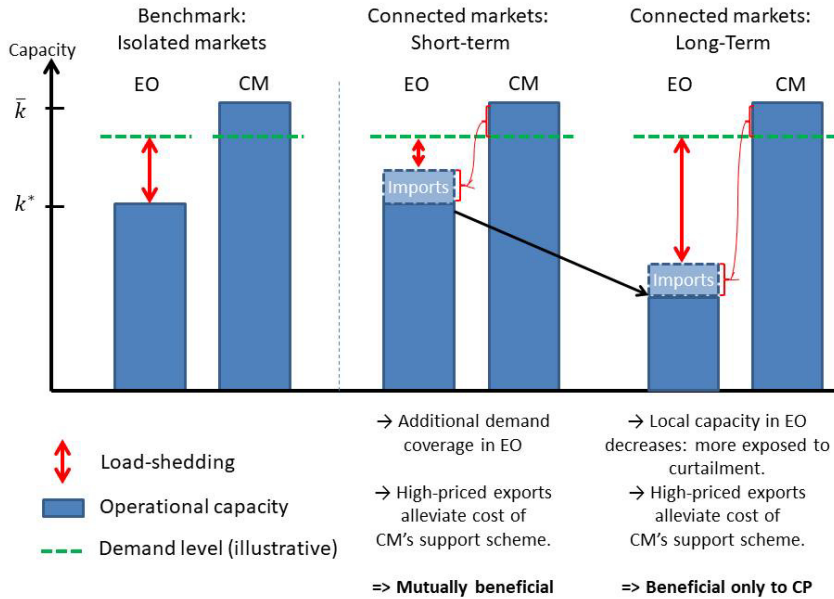 Benchmark:
Isolated markets
Connected markets:
Short-term
Connected markets:
Long-Term
Capacity
EO
CM
EO
CM
EO
CM
k̄
k*
Imports
Imports
→ Additional demand
coverage in EO
→ High-priced exports
alleviate cost of
CM's support scheme.
=> Mutually beneficial
→ Local capacity in EO
decreases: more exposed to
curtailment.
→ High-priced exports
alleviate cost of
CM's support scheme.
=> Beneficial only to CP
Load-shedding
Operational capacity
Demand level (illustrative)